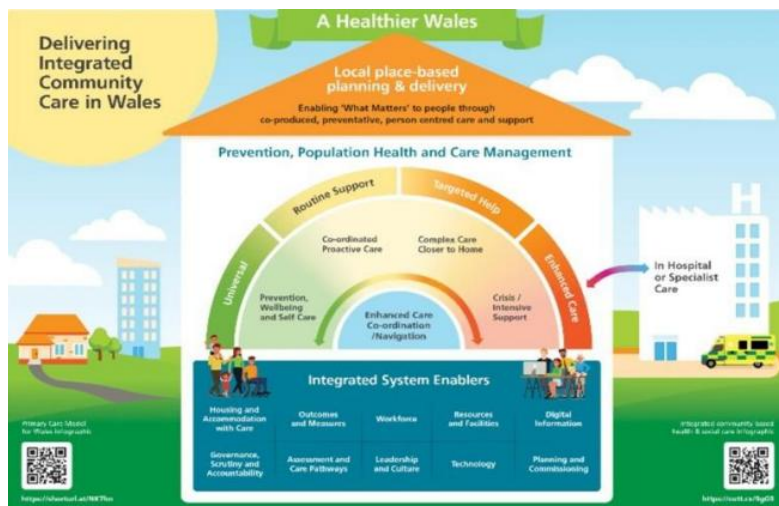 A Healthier Wales
Delivering
Integrated
Community
Care in Wales
Local place-based
planning & delivery
Enabling 'What Matters' to people through
co-produced, preventative, person centred care and support
Prevention, Population Health and Care Management
Universal
Routine Support
Targeted Help
Enhanced Care
Co-ordinated
Proactive Care
Complex Care
Closer to Home
Prevention,
Wellbeing
and Self Care
Enhanced Care
Co-ordination
/Navigation
Crisis /
Intensive
Support
H
In Hospital
or Specialist
Care
Integrated System Enablers
Housing and
Accommodation
with Care
Outcomes
and Measures
Workforce
Resources
and Facilities
Digital
Information
Governance,
Scrutiny and
Accountability
Assessment and
Care Pathways
Leadership
and Culture
Technology
Planning and
Commissioning
Primary Care Model
for Wales infographic
Integrated community based
health & social care infographic